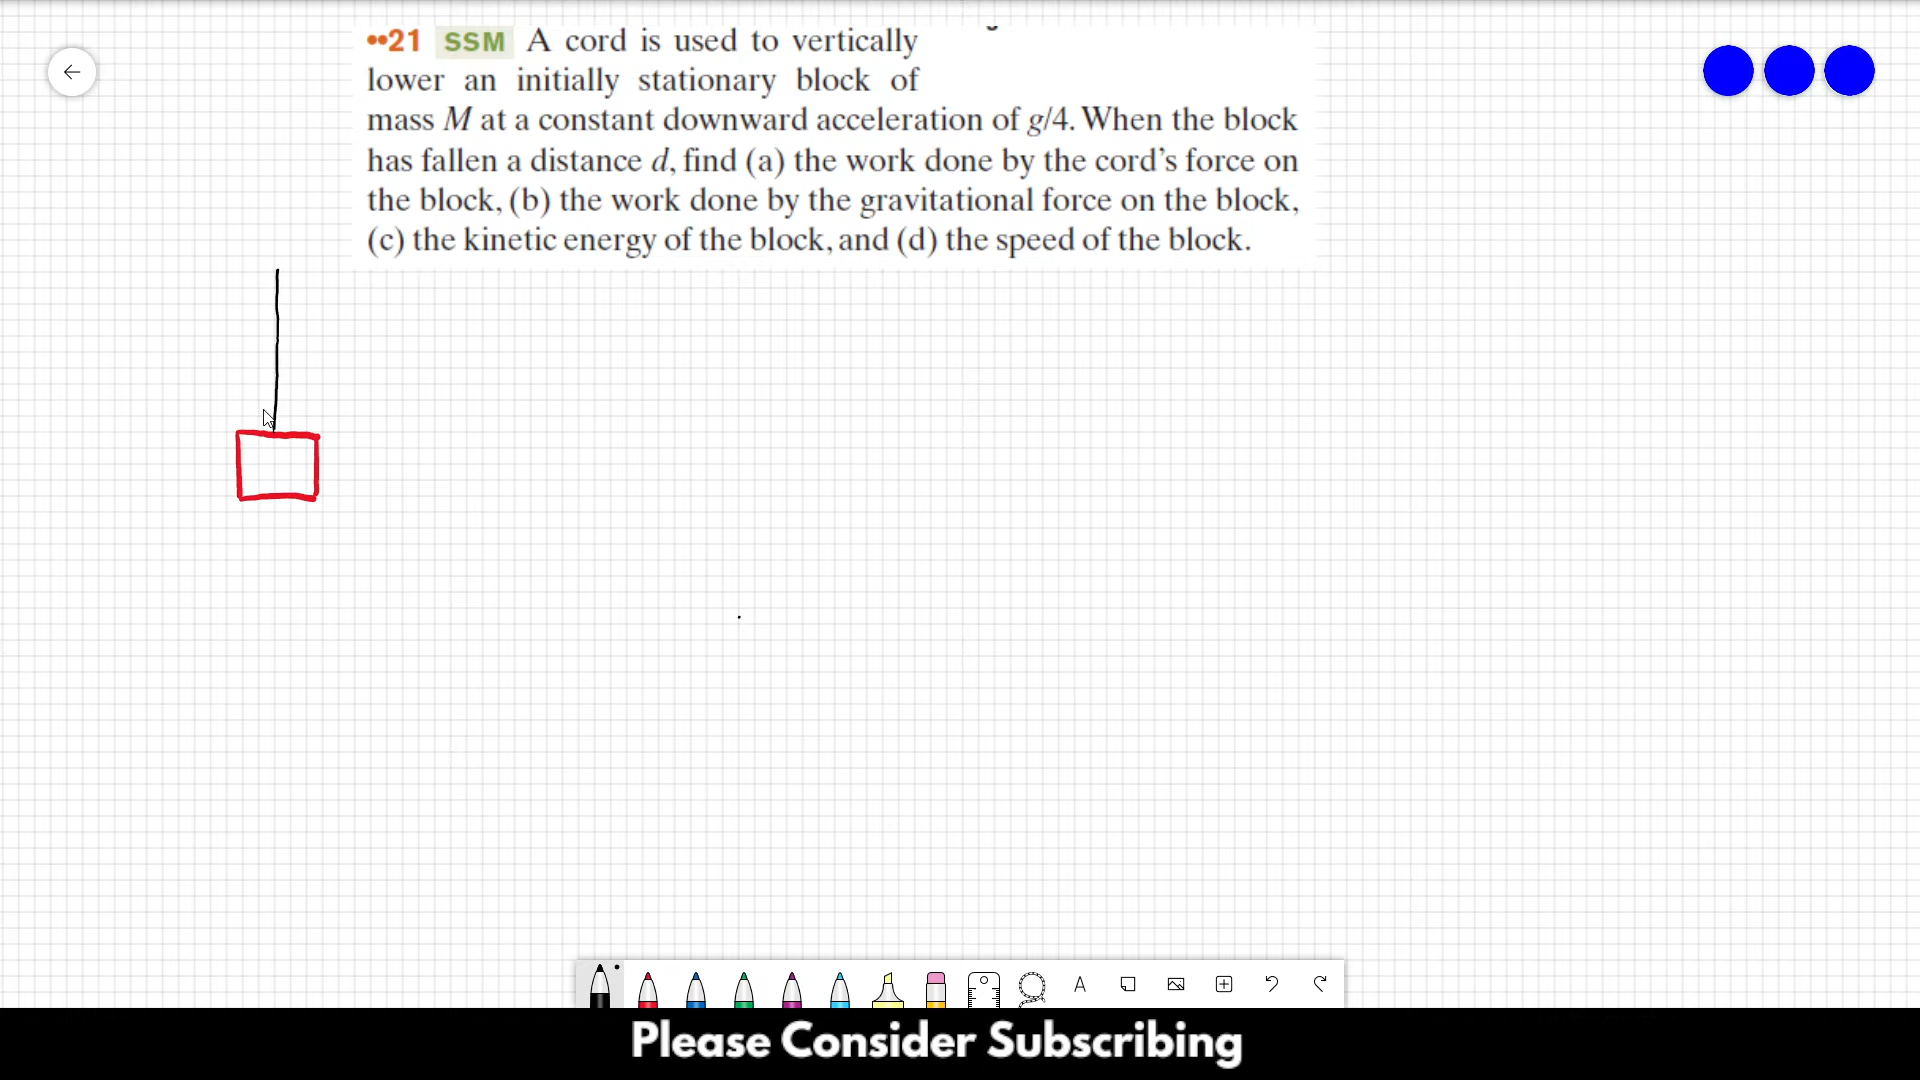 ••21 SSM A cord is used to vertically
lower an initially stationary block of
mass M at a constant downward acceleration of g/4. When the block
has fallen a distance d, find (a) the work done by the cord’s force on
the block, (b) the work done by the gravitational force on the block,
(c) the kinetic energy of the block, and (d) the speed of the block.
Please Consider Subscribing